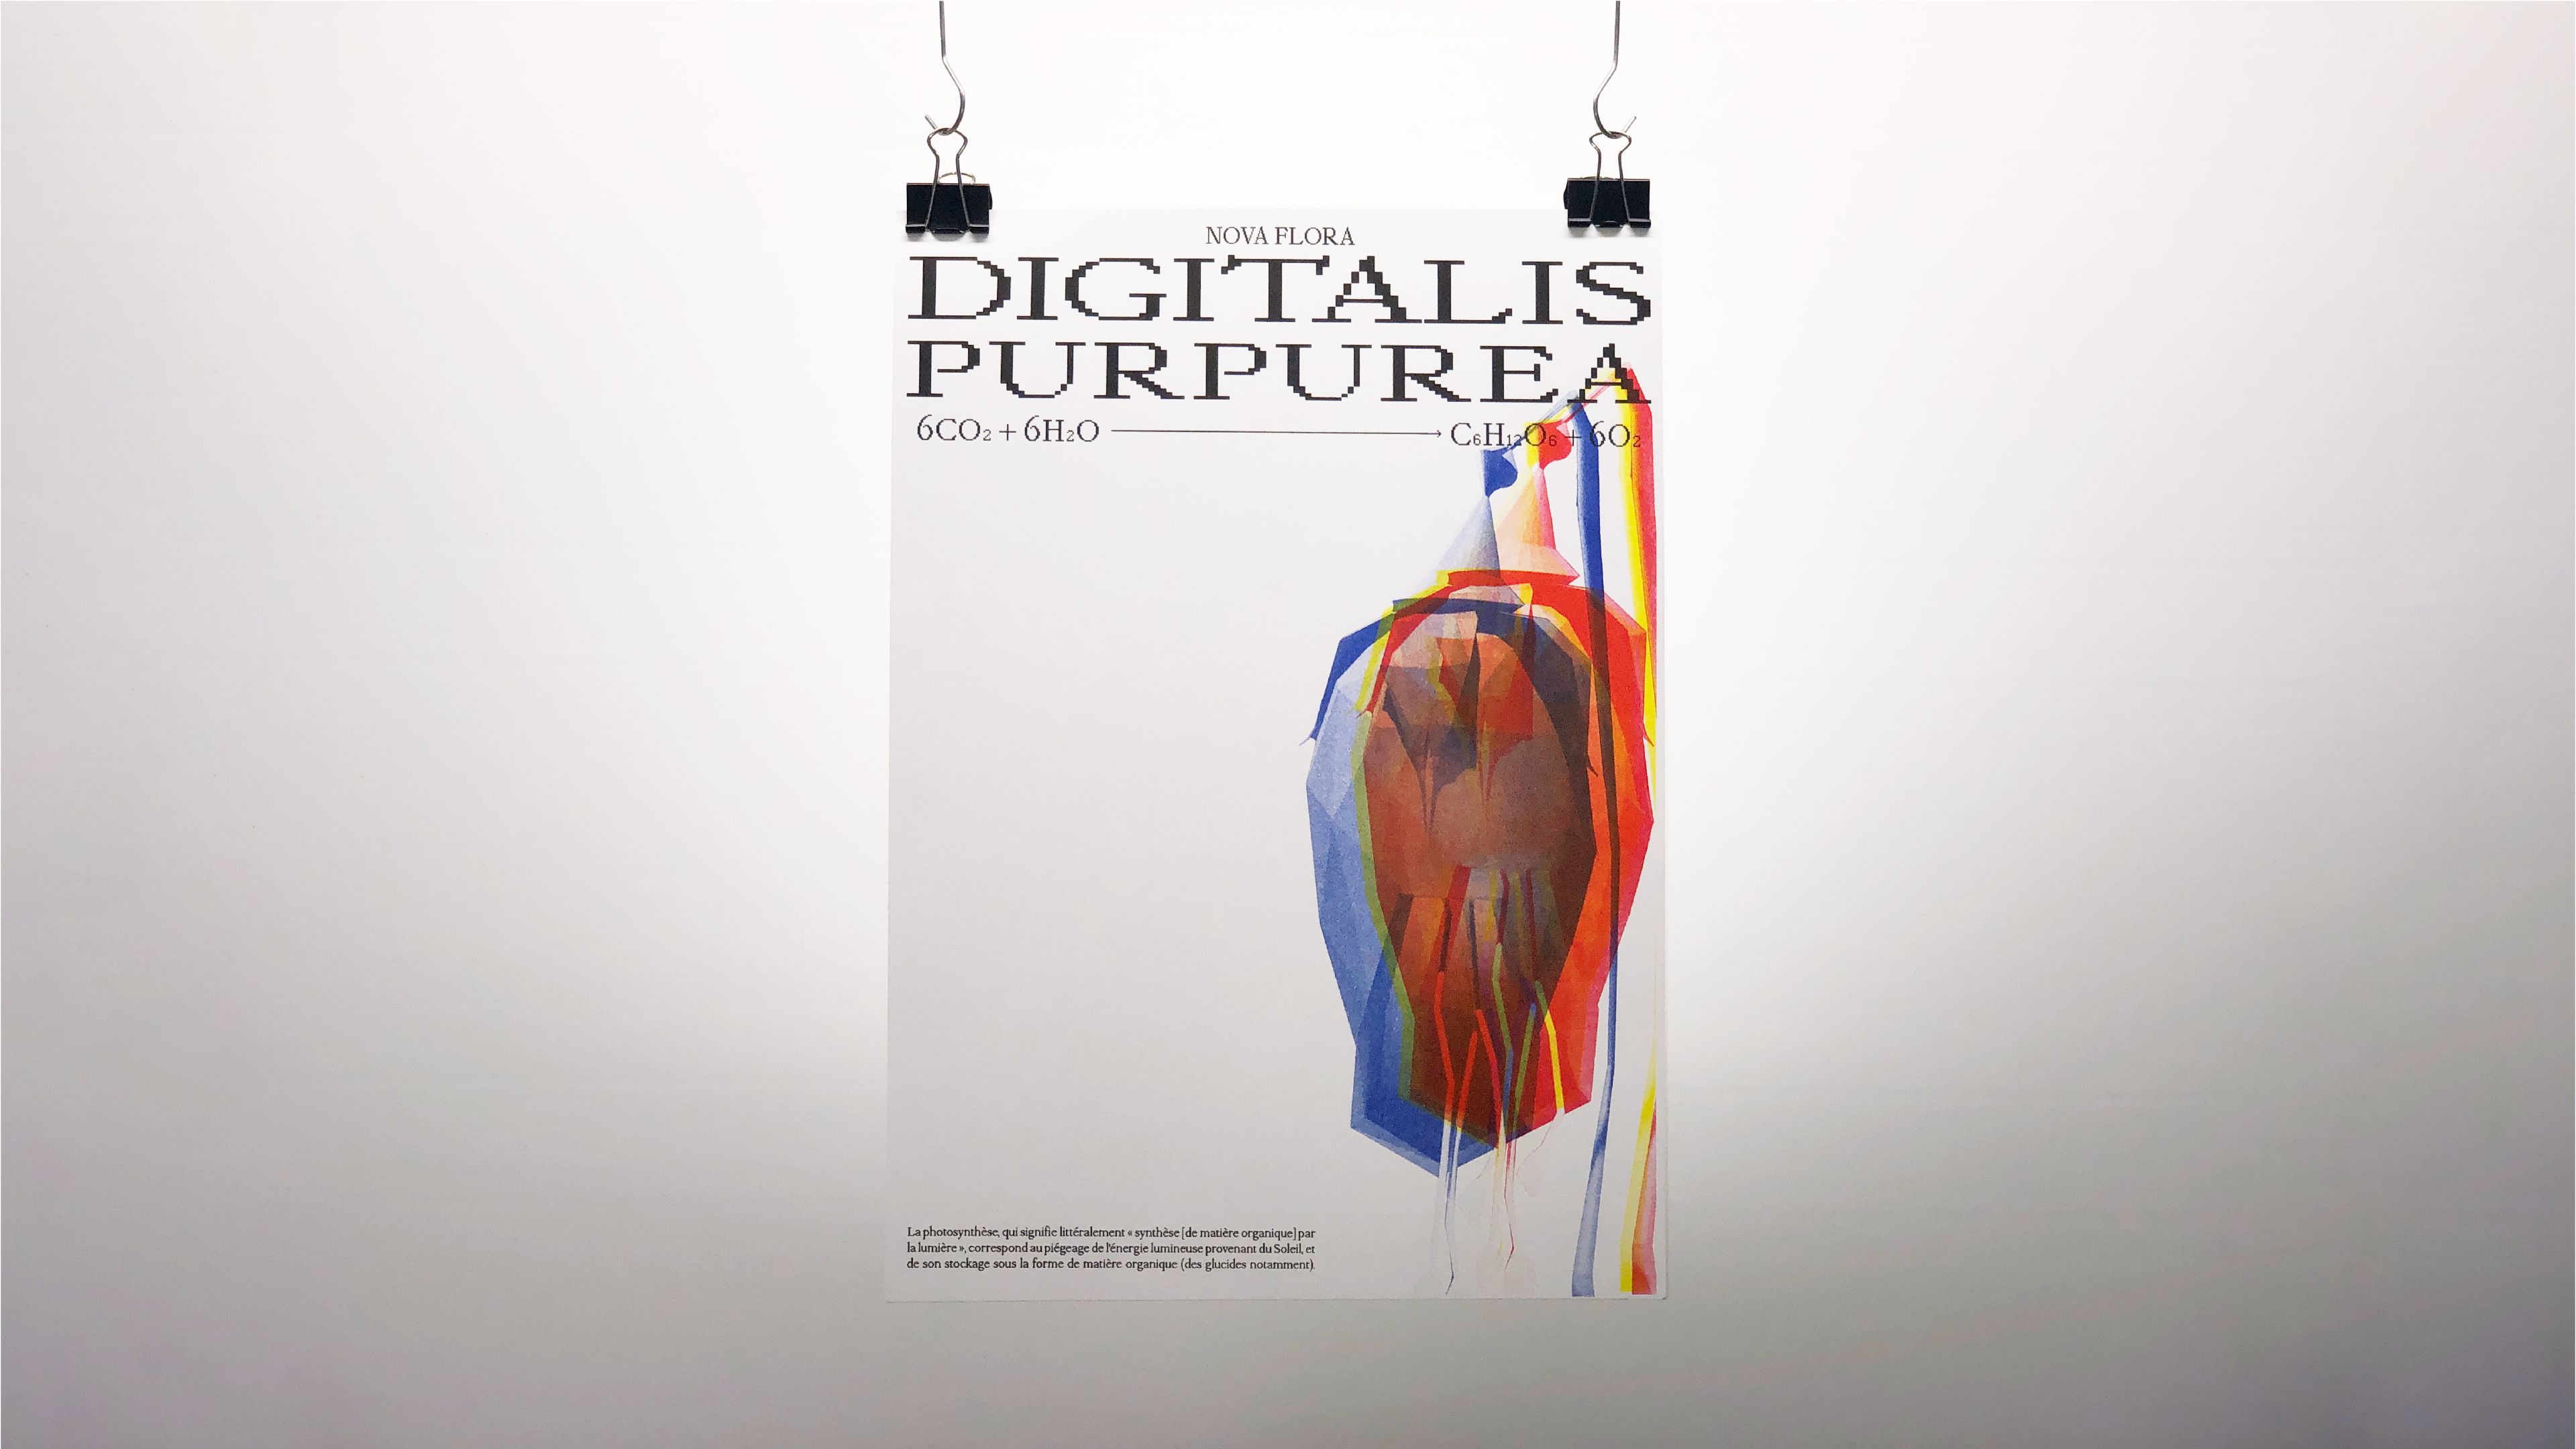 NOVA FLORA
DIGITALIS
PURPUREA
6CO₂ + 6H₂O ⟶ C₆H₁₂O₆ + 6O₂
La photosynthèse, qui signifie littéralement « synthèse [de matière organique] par
la lumière », correspond au piégeage de l'énergie lumineuse provenant du Soleil, et
de son stockage sous la forme de matière organique (des glucides notamment).